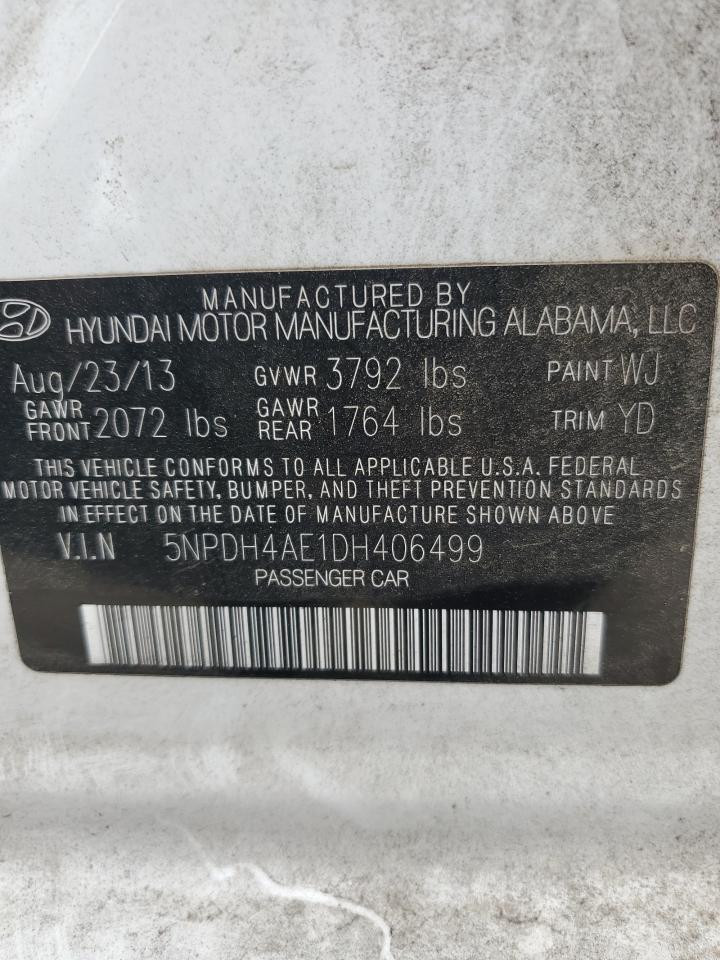 MANUFACTURED BY
HYUNDAI MOTOR MANUFACTURING ALABAMA, LLC
Aug/23/13 GVWR 3792 lbs PAINT WJ
GAWR FRONT 2072 lbs GAWR REAR 1764 lbs TRIM YD
THIS VEHICLE CONFORMS TO ALL APPLICABLE U.S.A. FEDERAL
MOTOR VEHICLE SAFETY, BUMPER, AND THEFT PREVENTION STANDARDS
IN EFFECT ON THE DATE OF MANUFACTURE SHOWN ABOVE
V.I.N 5NPDH4AE1DH406499
PASSENGER CAR